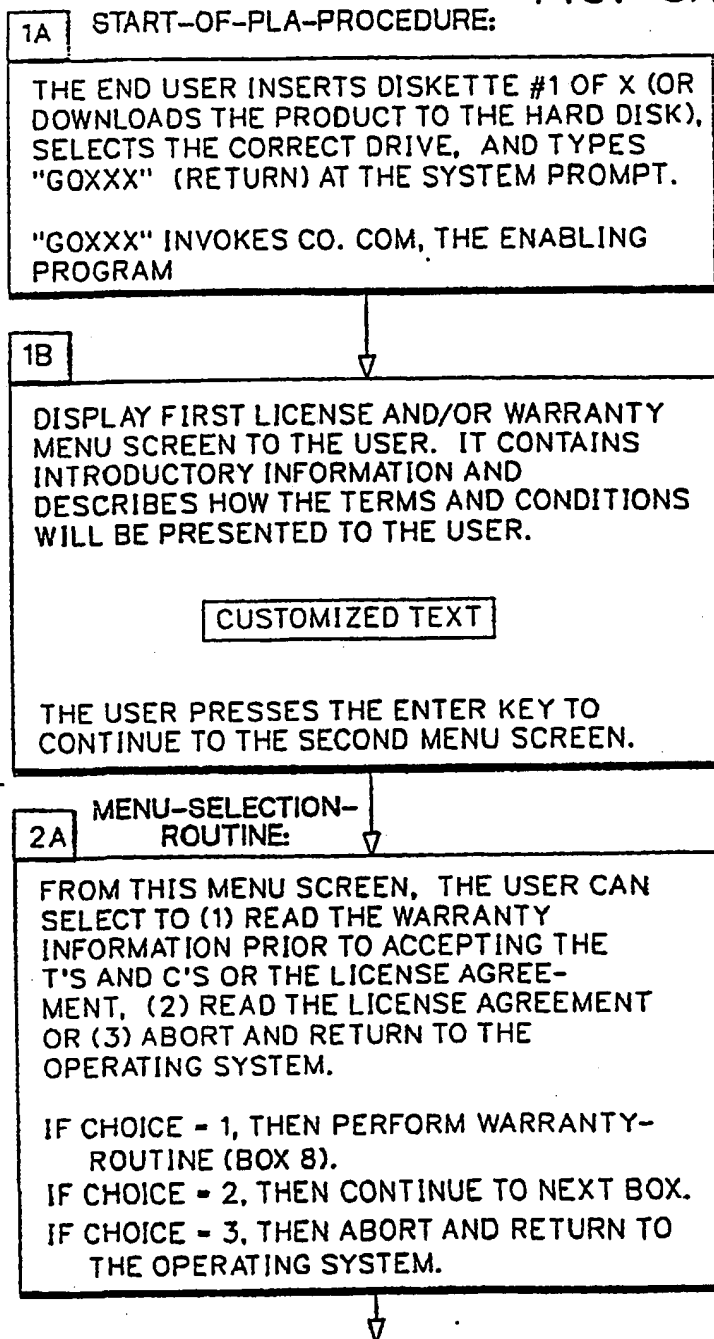 1A START-OF-PLA-PROCEDURE:
THE END USER INSERTS DISKETTE #1 OF X (OR
DOWNLOADS THE PRODUCT TO THE HARD DISK),
SELECTS THE CORRECT DRIVE, AND TYPES
"GOXXX" (RETURN) AT THE SYSTEM PROMPT.
"GOXXX" INVOKES CO. COM, THE ENABLING
PROGRAM
1B
DISPLAY FIRST LICENSE AND/OR WARRANTY
MENU SCREEN TO THE USER. IT CONTAINS
INTRODUCTORY INFORMATION AND
DESCRIBES HOW THE TERMS AND CONDITIONS
WILL BE PRESENTED TO THE USER.
CUSTOMIZED TEXT
THE USER PRESSES THE ENTER KEY TO
CONTINUE TO THE SECOND MENU SCREEN.
2A MENU-SELECTION-
ROUTINE:
FROM THIS MENU SCREEN, THE USER CAN
SELECT TO (1) READ THE WARRANTY
INFORMATION PRIOR TO ACCEPTING THE
T'S AND C'S OR THE LICENSE AGREE-
MENT, (2) READ THE LICENSE AGREEMENT
OR (3) ABORT AND RETURN TO THE
OPERATING SYSTEM.
IF CHOICE = 1, THEN PERFORM WARRANTY-
ROUTINE (BOX 8).
IF CHOICE = 2, THEN CONTINUE TO NEXT BOX.
IF CHOICE = 3, THEN ABORT AND RETURN TO
THE OPERATING SYSTEM.